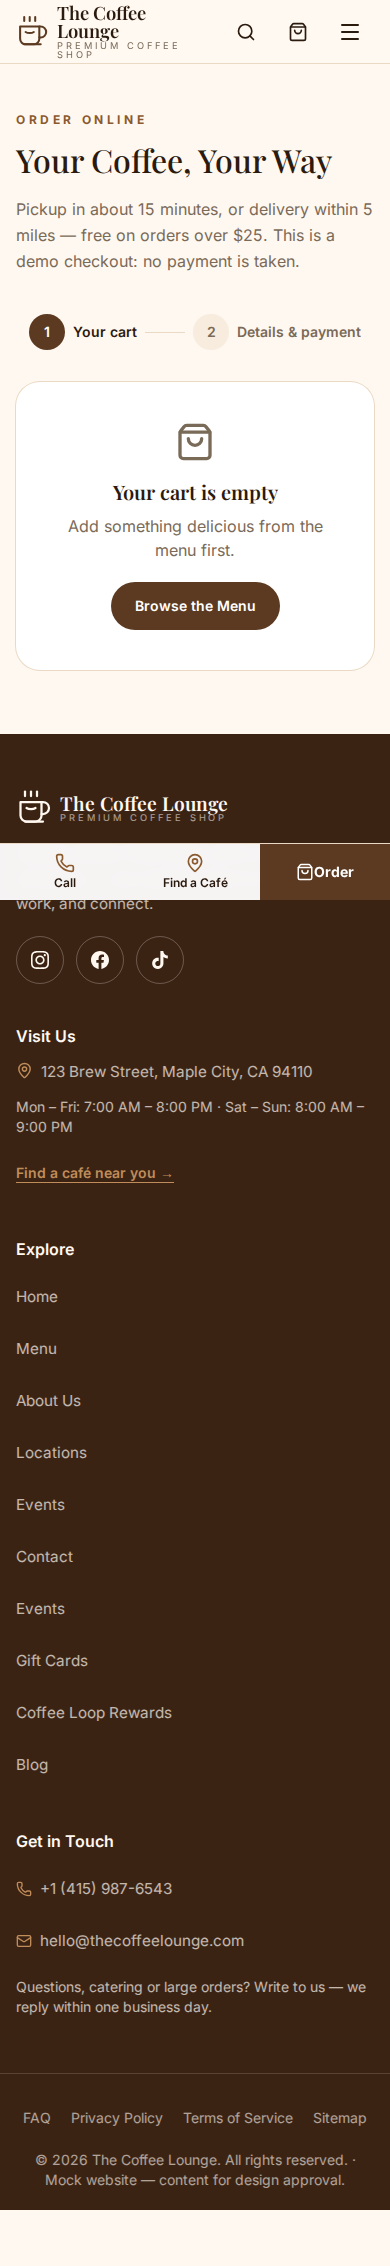 The Coffee
Lounge
PREMIUM COFFEE
SHOP
ORDER ONLINE
Your Coffee, Your Way
Pickup in about 15 minutes, or delivery within 5
miles — free on orders over $25. This is a
demo checkout: no payment is taken.
1 Your cart 2 Details & payment
Your cart is empty
Add something delicious from the
menu first.
Browse the Menu
The Coffee Lounge
PREMIUM COFFEE SHOP
Call Find a Café Order
work, and connect.
Visit Us
123 Brew Street, Maple City, CA 94110
Mon – Fri: 7:00 AM – 8:00 PM · Sat – Sun: 8:00 AM –
9:00 PM
Find a café near you →
Explore
Home
Menu
About Us
Locations
Events
Contact
Events
Gift Cards
Coffee Loop Rewards
Blog
Get in Touch
+1 (415) 987-6543
hello@thecoffeelounge.com
Questions, catering or large orders? Write to us — we
reply within one business day.
FAQ Privacy Policy Terms of Service Sitemap
© 2026 The Coffee Lounge. All rights reserved. ·
Mock website — content for design approval.